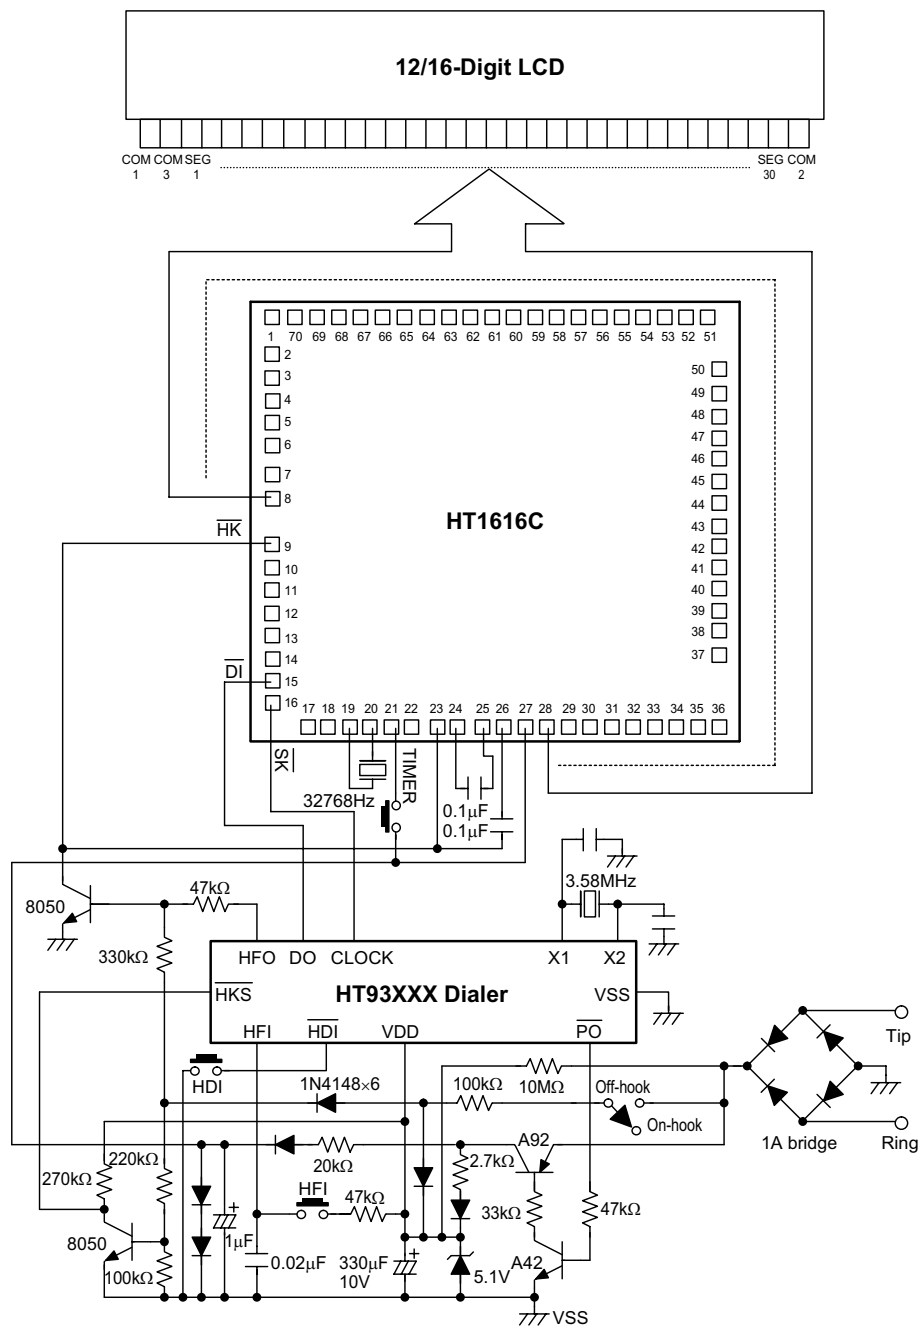 12/16-Digit LCD
COM COM SEG SEG COM
1 3 1 30 2
1 70 69 68 67 66 65 64 63 62 61 60 59 58 57 56 55 54 53 52 51
2
3
4
5
6
7
8
9
10
11
12
13
14
15
16
50
49
48
47
46
45
44
43
42
41
40
39
38
37
HT1616C
HK
DI
17 18 19 20 21 22 23 24 25 26 27 28 29 30 31 32 33 34 35 36
SK
TIMER
32768Hz
0.1µF
0.1µF
3.58MHz
8050
47kΩ
330kΩ
HFO DO CLOCK X1 X2
HKS HT93XXX Dialer VSS
HFI HDI VDD PO
HDI
1N4148×6
100kΩ
10MΩ
Off-hook
On-hook
Tip
1A bridge
Ring
A92
20kΩ
2.7kΩ
270kΩ
220kΩ
HFI
47kΩ
33kΩ
47kΩ
8050
1µF
+
100kΩ
0.02µF
330µF
10V
+
5.1V
A42
VSS